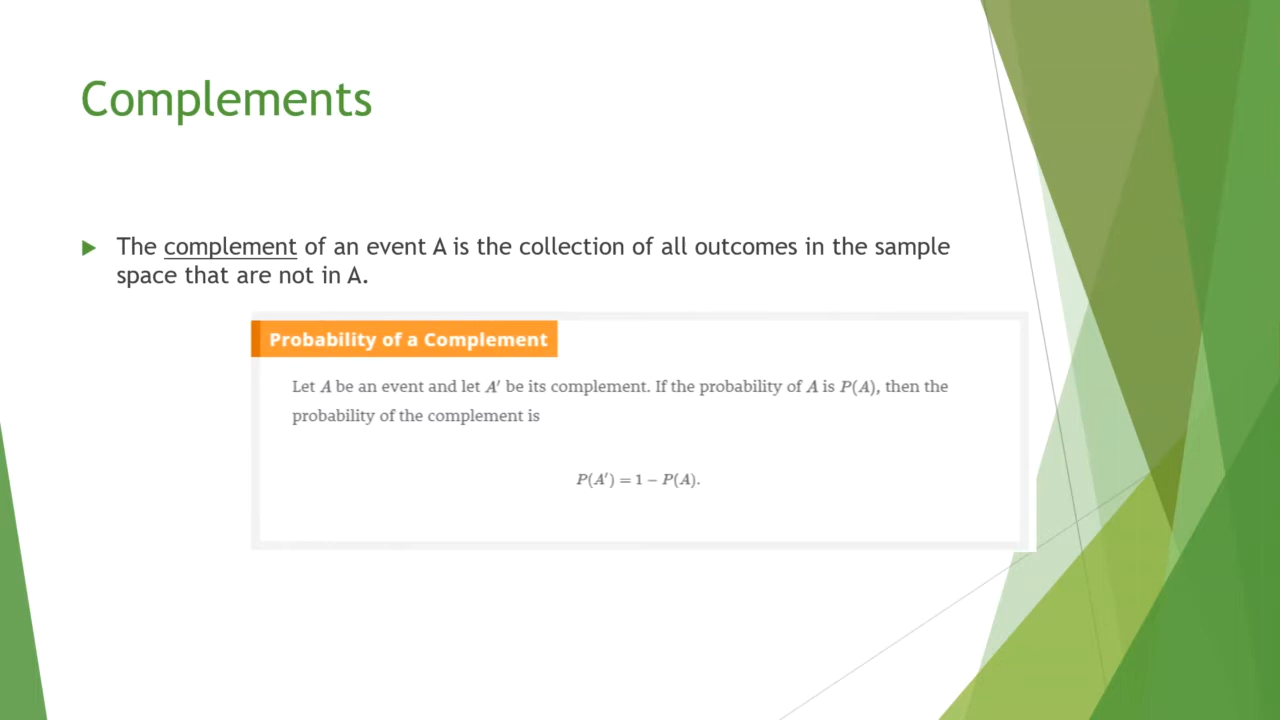 Complements
The complement of an event A is the collection of all outcomes in the sample
space that are not in A.
Probability of a Complement
Let A be an event and let A′ be its complement. If the probability of A is P(A), then the
probability of the complement is
P(A′) = 1 − P(A).